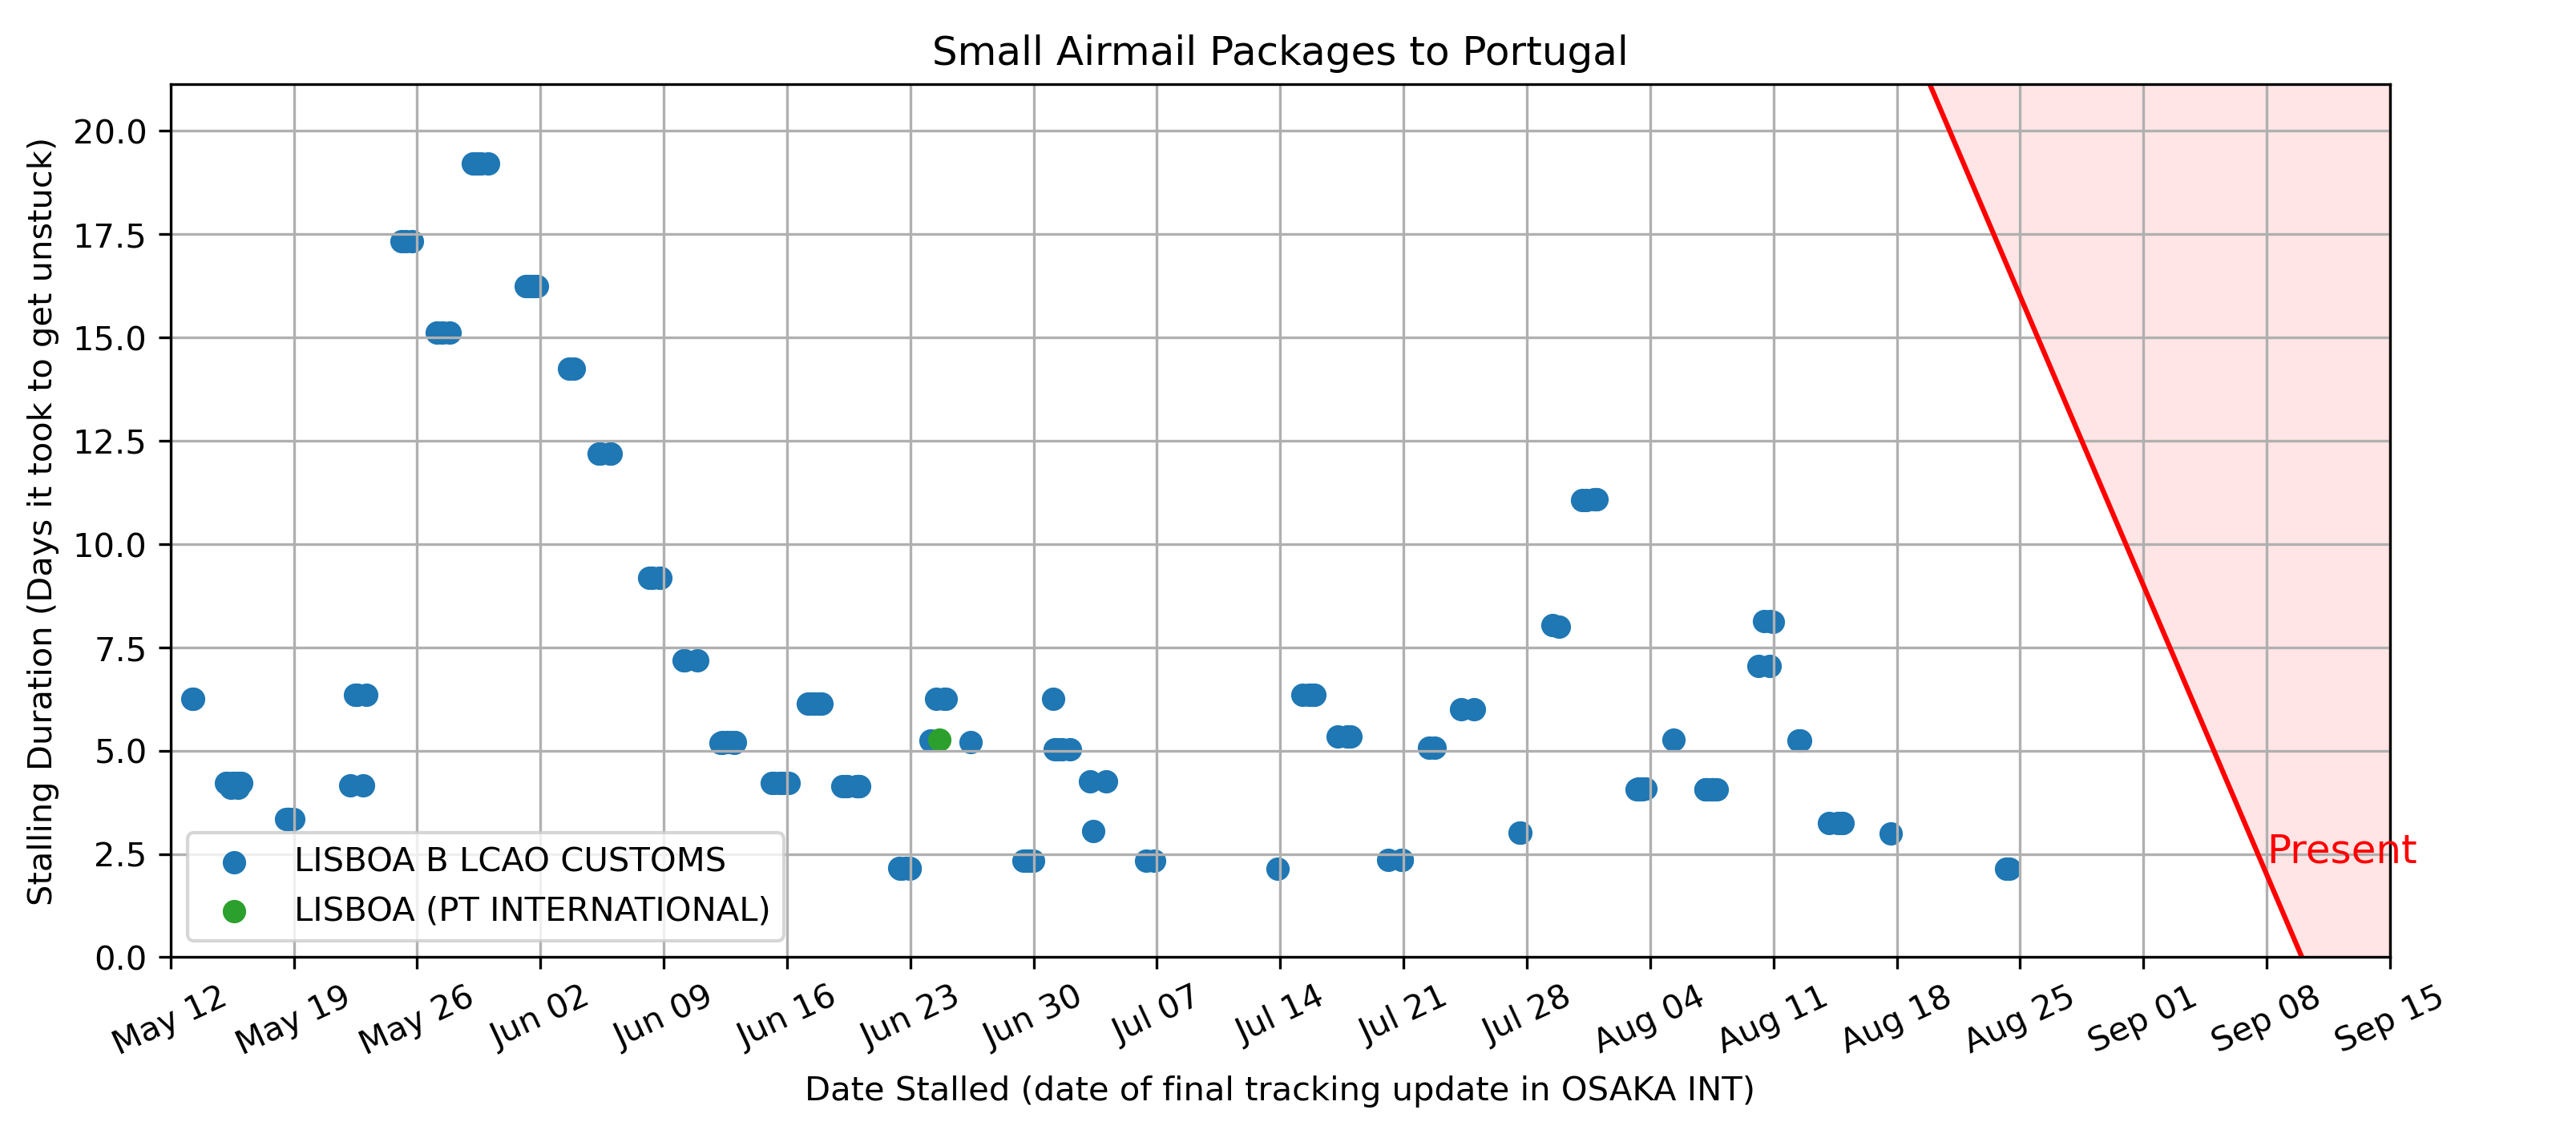 Small Airmail Packages to Portugal
Stalling Duration (Days it took to get unstuck)
20.0
17.5
15.0
12.5
10.0
7.5
5.0
2.5
0.0
LISBOA B LCAO CUSTOMS
LISBOA (PT INTERNATIONAL)
Present
May 12
May 19
May 26
Jun 02
Jun 09
Jun 16
Jun 23
Jun 30
Jul 07
Jul 14
Jul 21
Jul 28
Aug 04
Aug 11
Aug 18
Aug 25
Sep 01
Sep 08
Sep 15
Date Stalled (date of final tracking update in OSAKA INT)